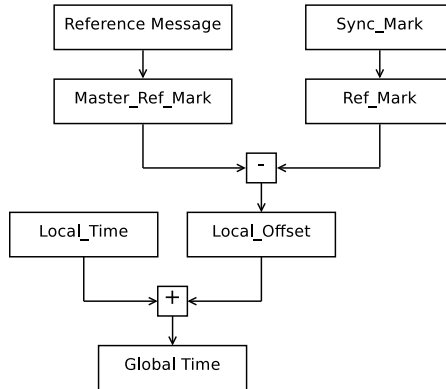 Reference Message
Sync_Mark
Master_Ref_Mark
Ref_Mark
-
Local_Time
Local_Offset
+
Global Time